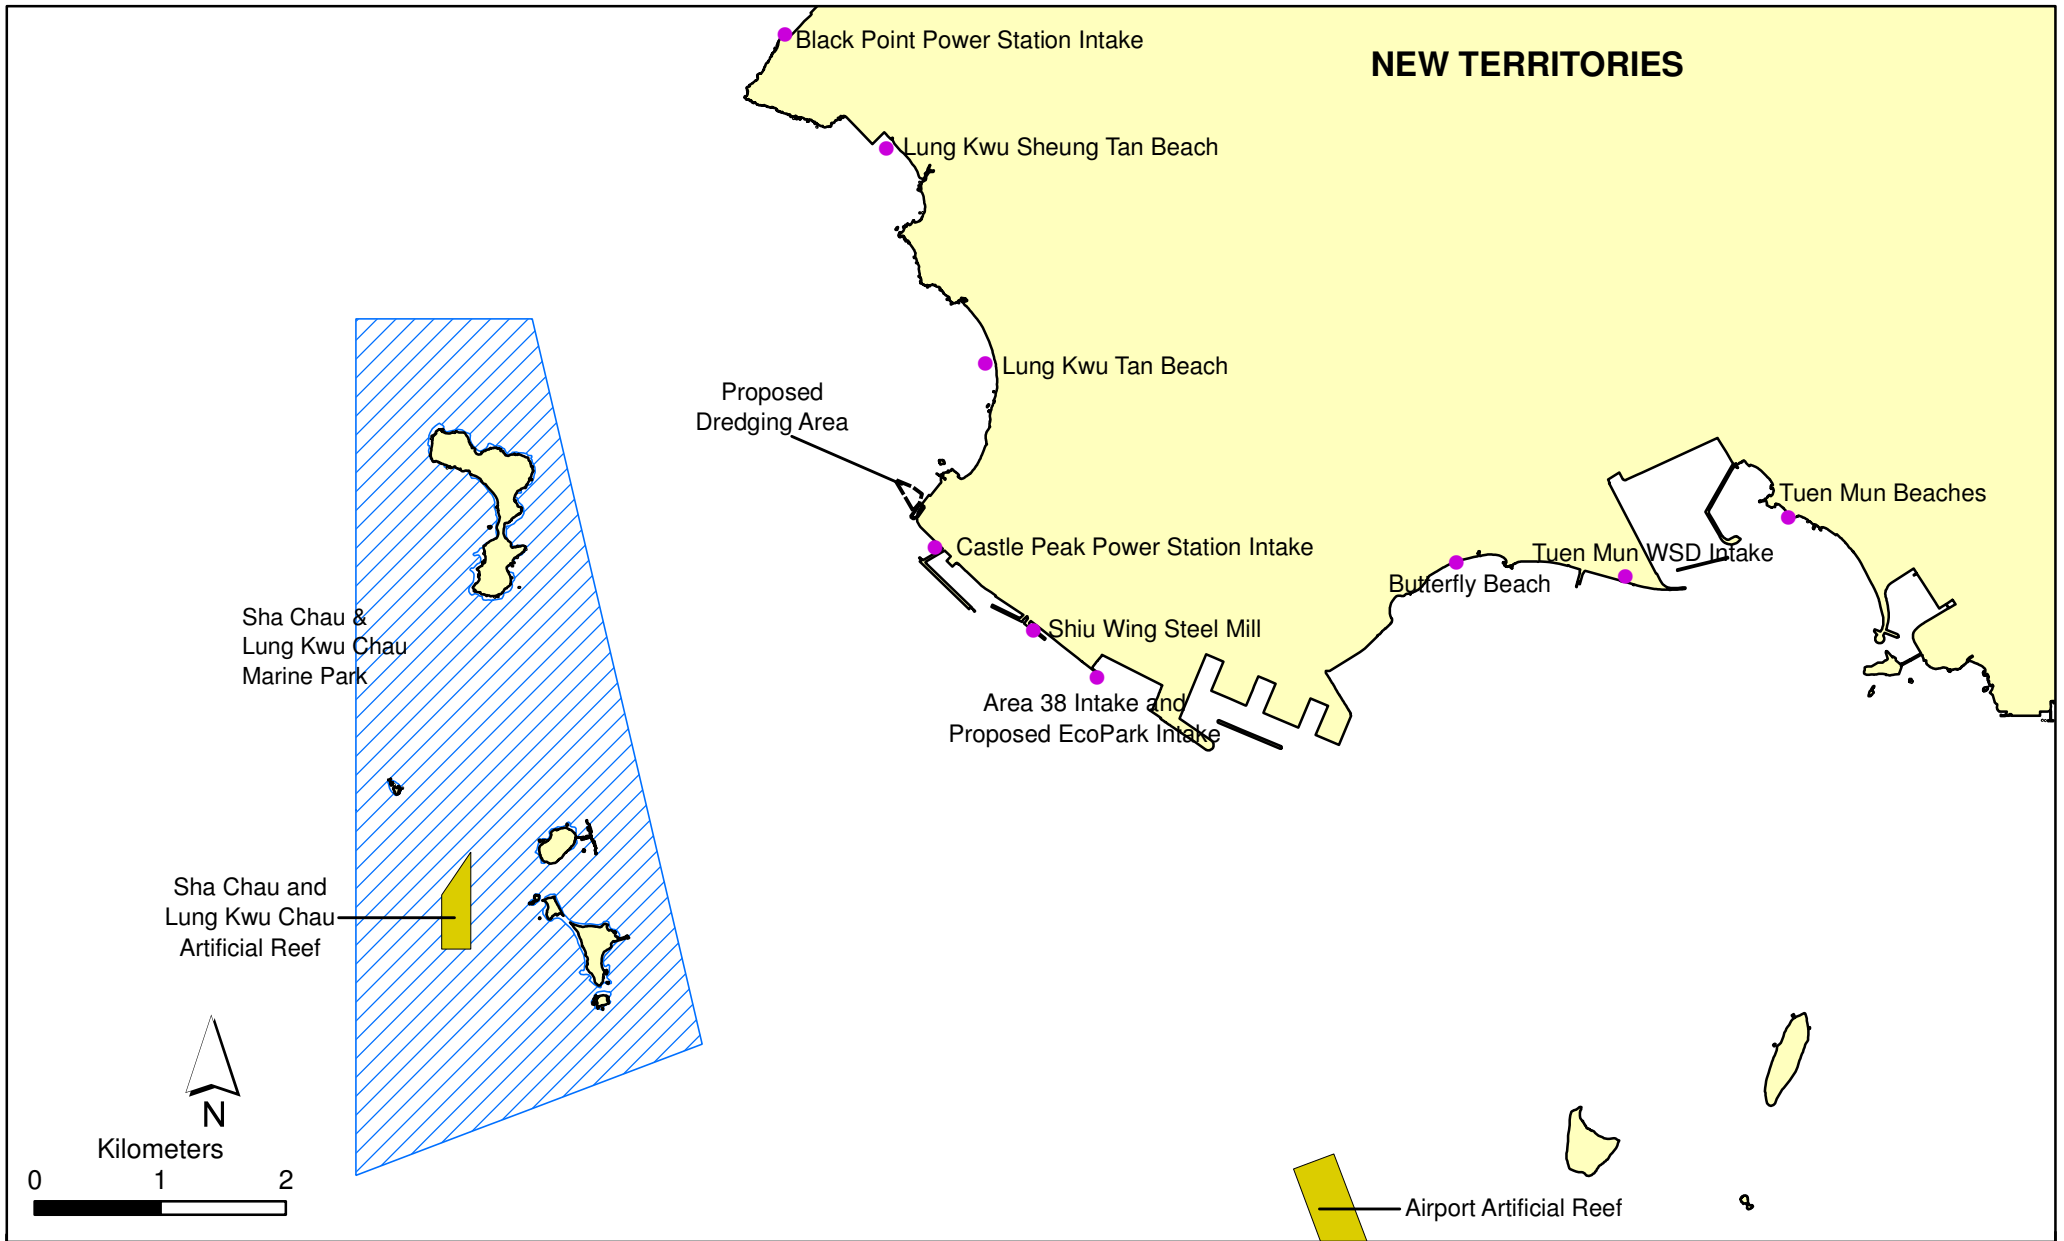 Black Point Power Station Intake
NEW TERRITORIES
Lung Kwu Sheung Tan Beach
Lung Kwu Tan Beach
Proposed
Dredging Area
Tuen Mun Beaches
Castle Peak Power Station Intake
Tuen Mun WSD Intake
Butterfly Beach
Sha Chau &
Lung Kwu Chau
Marine Park
Shiu Wing Steel Mill
Area 38 Intake and
Proposed EcoPark Intake
Sha Chau and
Lung Kwu Chau
Artificial Reef
N
Kilometers
0 1 2
Airport Artificial Reef